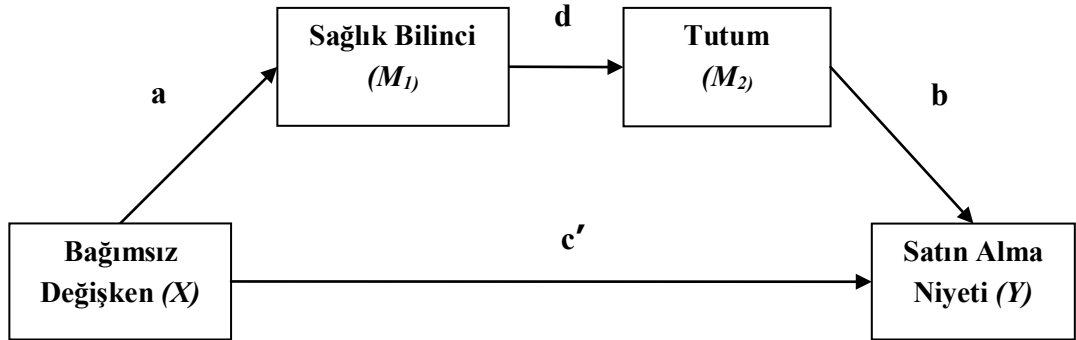 d
Sağlık Bilinci
(M1)
Tutum
(M2)
a
b
c′
Bağımsız
Değişken (X)
Satın Alma
Niyeti (Y)